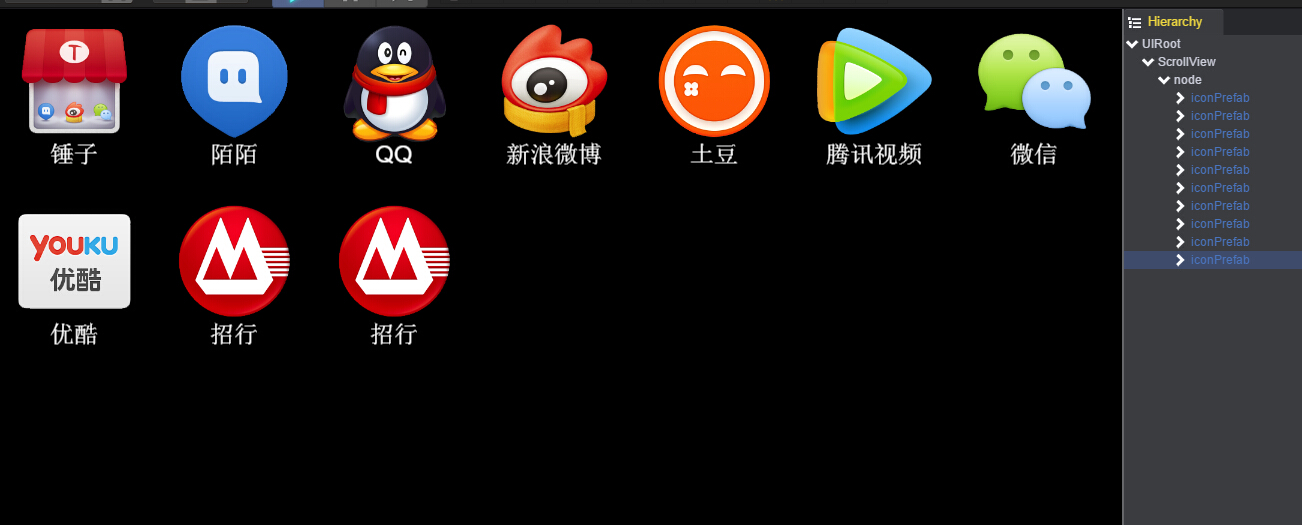 锤子
陌陌
QQ
新浪微博
土豆
腾讯视频
微信
YOUKU
优酷
优酷
招行
招行
Hierarchy
UIRoot
ScrollView
node
iconPrefab
iconPrefab
iconPrefab
iconPrefab
iconPrefab
iconPrefab
iconPrefab
iconPrefab
iconPrefab
iconPrefab